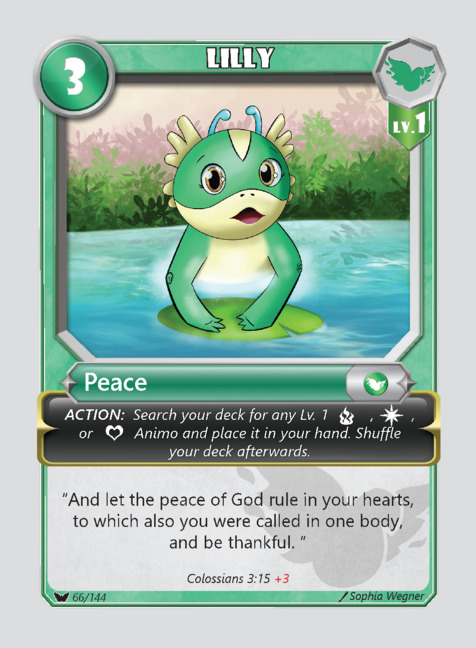 LILLY
3
LV.1
Peace
ACTION: Search your deck for any Lv. 1 , ,
or Animo and place it in your hand. Shuffle
your deck afterwards.
"And let the peace of God rule in your hearts,
to which also you were called in one body,
and be thankful. "
Colossians 3:15 +3
66/144
Sophia Wegner